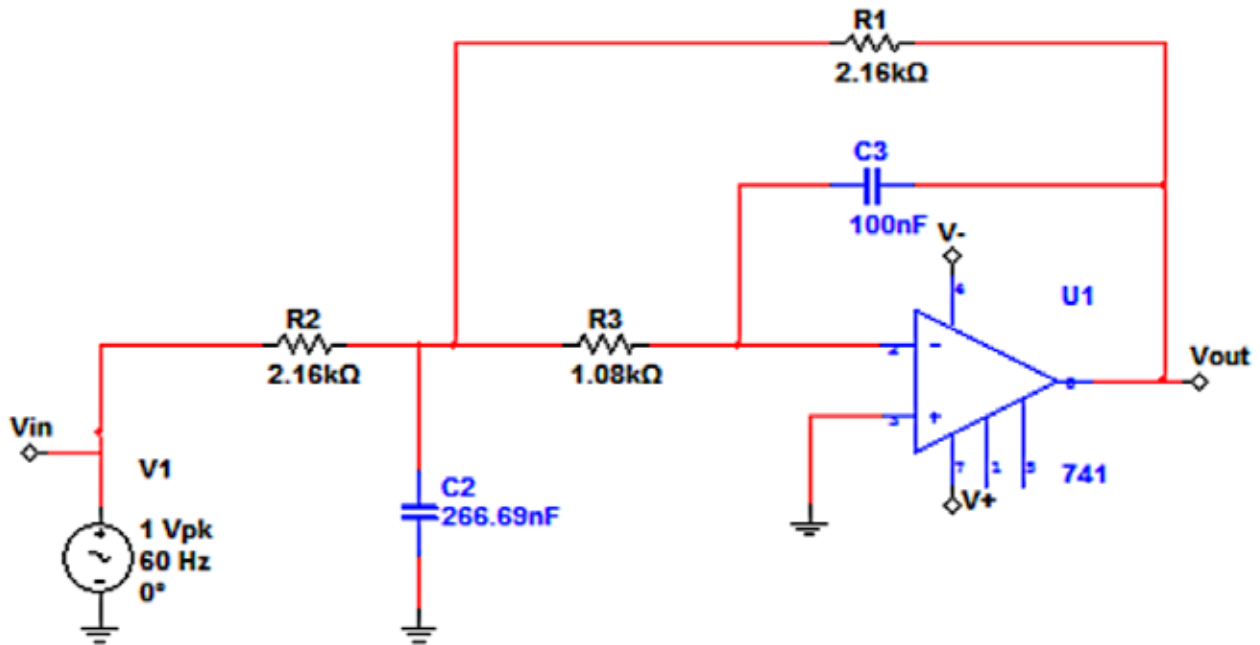 R1
2.16kΩ
C3
100nF
V-
4
U1
R2
2.16kΩ
R3
1.08kΩ
2
6
Vout
3
7
1
5
741
V+
Vin
V1
1 Vpk
60 Hz
0°
C2
266.69nF